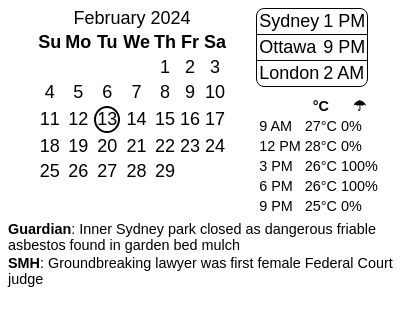 February 2024
Su Mo Tu We Th Fr Sa
1 2 3
4 5 6 7 8 9 10
11 12 13 14 15 16 17
18 19 20 21 22 23 24
25 26 27 28 29
Sydney 1 PM
Ottawa 9 PM
London 2 AM
°C ☂
9 AM 27°C 0%
12 PM 28°C 0%
3 PM 26°C 100%
6 PM 26°C 100%
9 PM 25°C 0%
Guardian: Inner Sydney park closed as dangerous friable
asbestos found in garden bed mulch
SMH: Groundbreaking lawyer was first female Federal Court
judge